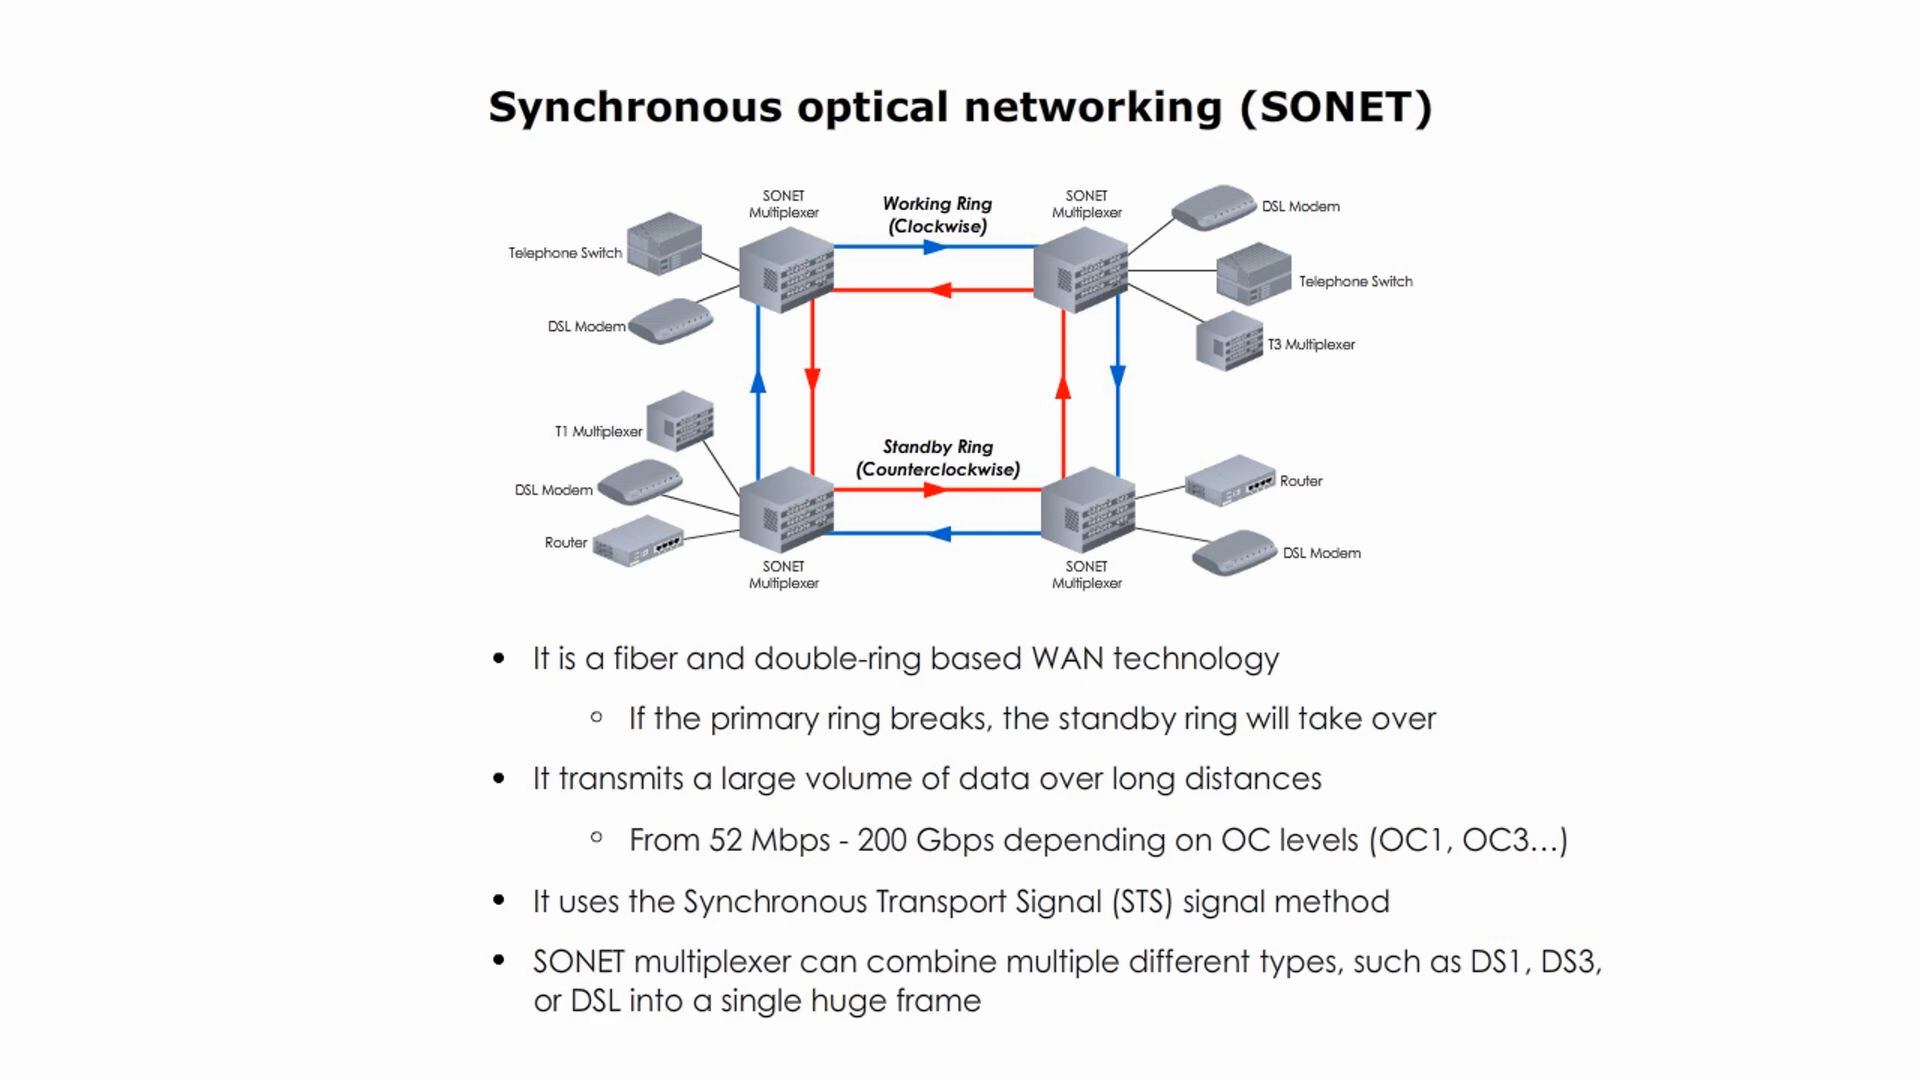 Synchronous optical networking (SONET)
SONET
Multiplexer
Working Ring
(Clockwise)
SONET
Multiplexer
DSL Modem
Telephone Switch
Telephone Switch
DSL Modem
T3 Multiplexer
T1 Multiplexer
Standby Ring
(Counterclockwise)
DSL Modem
Router
Router
DSL Modem
SONET
Multiplexer
SONET
Multiplexer
• It is a fiber and double-ring based WAN technology
○ If the primary ring breaks, the standby ring will take over
• It transmits a large volume of data over long distances
○ From 52 Mbps - 200 Gbps depending on OC levels (OC1, OC3...)
• It uses the Synchronous Transport Signal (STS) signal method
• SONET multiplexer can combine multiple different types, such as DS1, DS3,
or DSL into a single huge frame